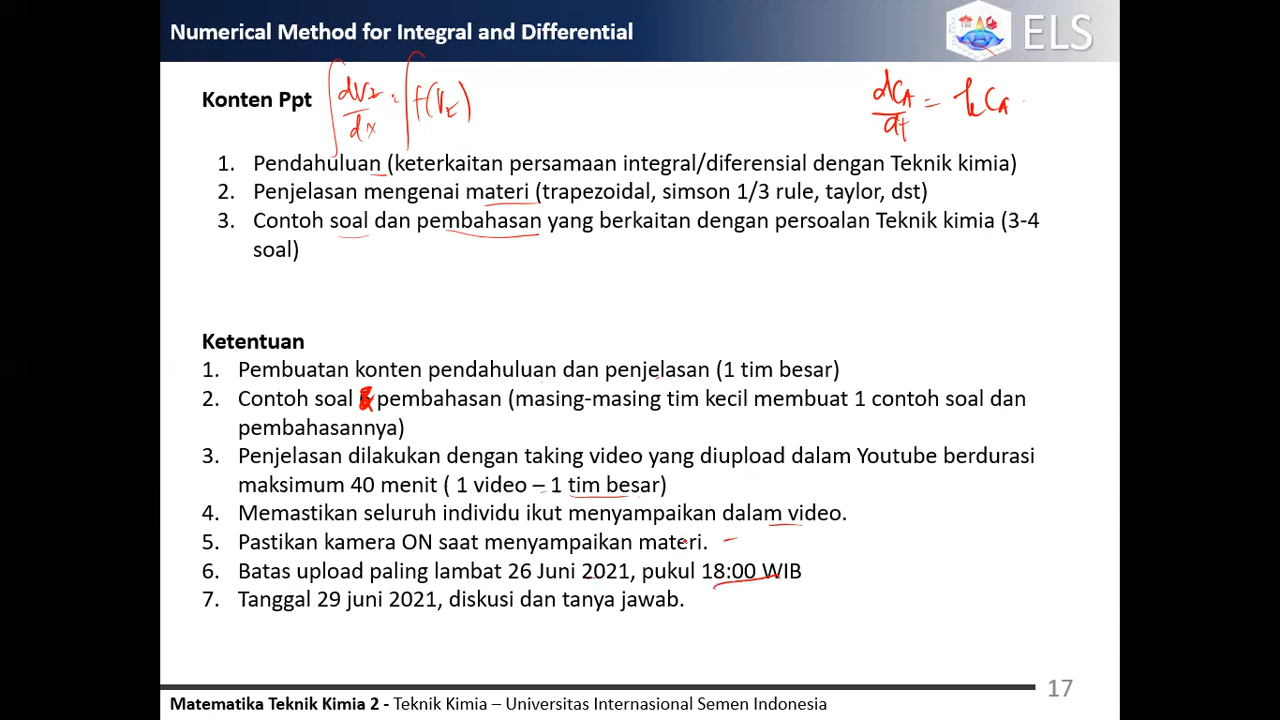 Numerical Method for Integral and Differential
ELS
Konten Ppt
∫ dVz/dx = ∫ f(Vz)
dCA/dt = kCA
1. Pendahuluan (keterkaitan persamaan integral/diferensial dengan Teknik kimia)
2. Penjelasan mengenai materi (trapezoidal, simson 1/3 rule, taylor, dst)
3. Contoh soal dan pembahasan yang berkaitan dengan persoalan Teknik kimia (3-4
soal)
Ketentuan
1. Pembuatan konten pendahuluan dan penjelasan (1 tim besar)
2. Contoh soal & pembahasan (masing-masing tim kecil membuat 1 contoh soal dan
pembahasannya)
3. Penjelasan dilakukan dengan taking video yang diupload dalam Youtube berdurasi
maksimum 40 menit ( 1 video – 1 tim besar)
4. Memastikan seluruh individu ikut menyampaikan dalam video.
5. Pastikan kamera ON saat menyampaikan materi.
6. Batas upload paling lambat 26 Juni 2021, pukul 18:00 WIB
7. Tanggal 29 juni 2021, diskusi dan tanya jawab.
17
Matematika Teknik Kimia 2 - Teknik Kimia – Universitas Internasional Semen Indonesia